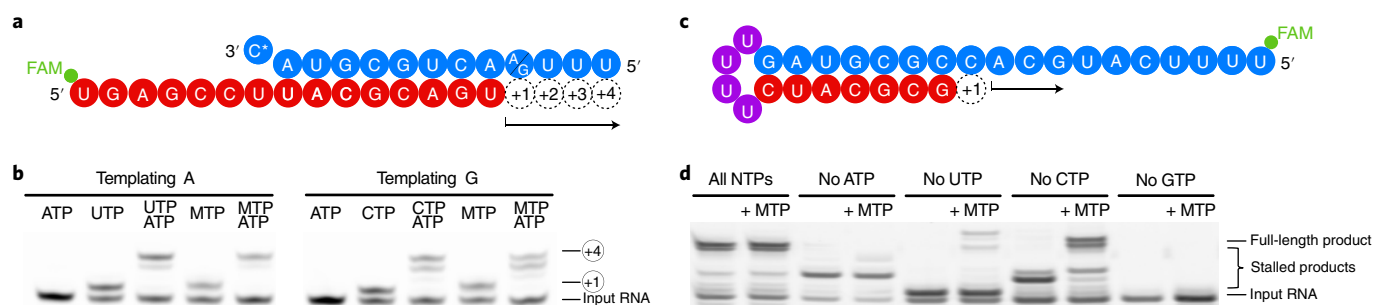 a
3′ C* A U G C G U C A A G U U U 5′
FAM
5′ U G A G C C U U A C G C A G U +1 +2 +3 +4
b
Templating A
ATP UTP UTP ATP MTP MTP ATP
Templating G
ATP CTP CTP ATP MTP MTP ATP
+4
+1
Input RNA
c
FAM
U U U U
G A U G C G C C A C G U A C U U U U 5′
C U A C G C G +1
d
All NTPs No ATP No UTP No CTP No GTP
+ MTP + MTP + MTP + MTP + MTP
Full-length product
Stalled products
Input RNA